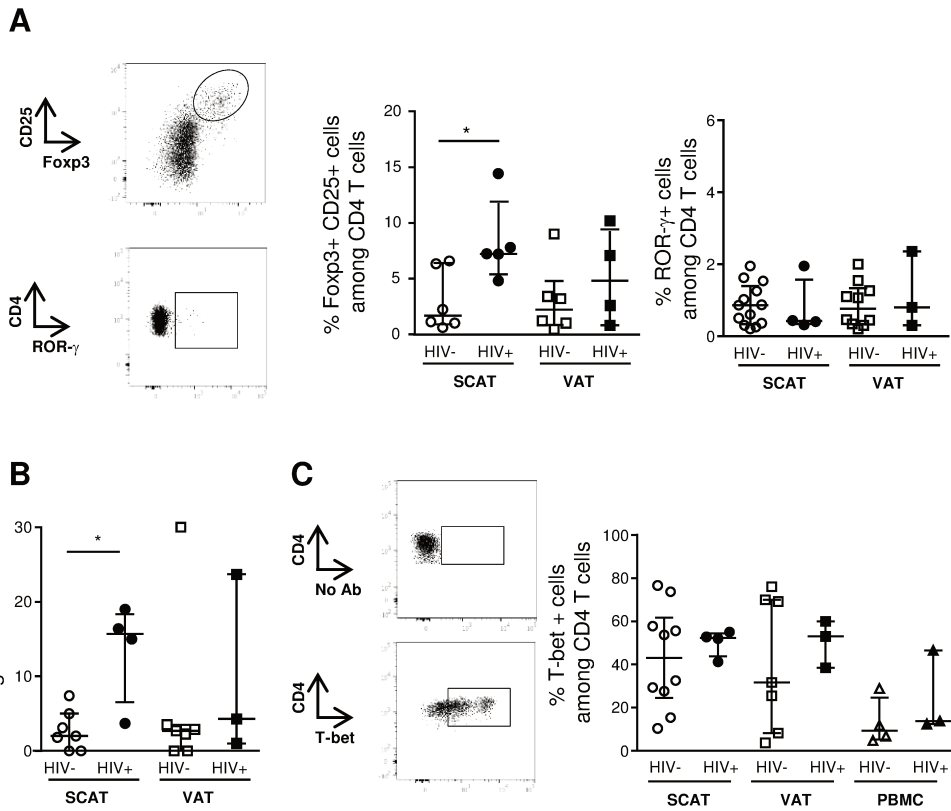 A
CD25
Foxp3
CD4
ROR-γ
% Foxp3+ CD25+ cells
among CD4 T cells
20
15
10
5
0
*
HIV- HIV+ HIV- HIV+
SCAT VAT
% ROR-γ+ cells
among CD4 T cells
6
4
2
0
HIV- HIV+ HIV- HIV+
SCAT VAT
B
30
20
10
0
*
HIV- HIV+ HIV- HIV+
SCAT VAT
C
CD4
No Ab
CD4
T-bet
% T-bet + cells
among CD4 T cells
100
80
60
40
20
0
HIV- HIV+ HIV- HIV+ HIV- HIV+
SCAT VAT PBMC